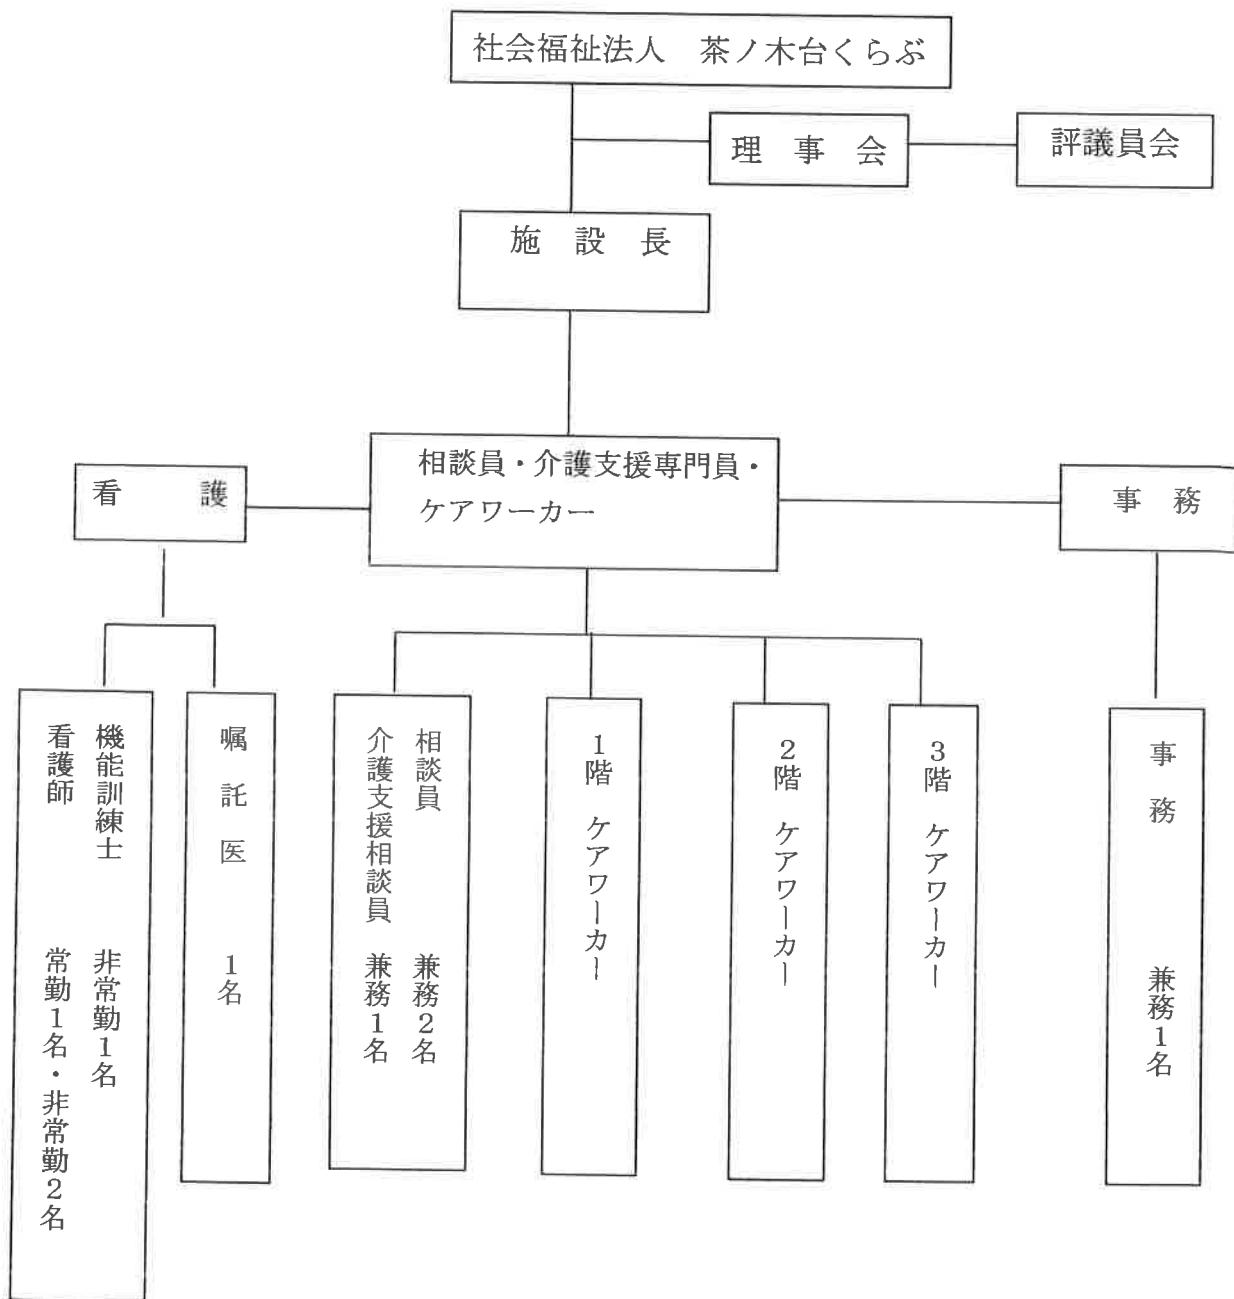 社会福祉法人　茶ノ木台くらぶ
理　事　会
評議員会
施　設　長
相談員・介護支援専門員・
ケアワーカー
看　　護
事　務
機能訓練士　　非常勤1名
看護師　　常勤1名・非常勤2名
嘱　託　医　　1名
相談員　　兼務2名
介護支援相談員　兼務1名
1階　ケアワーカー
2階　ケアワーカー
3階　ケアワーカー
事　務　　兼務1名